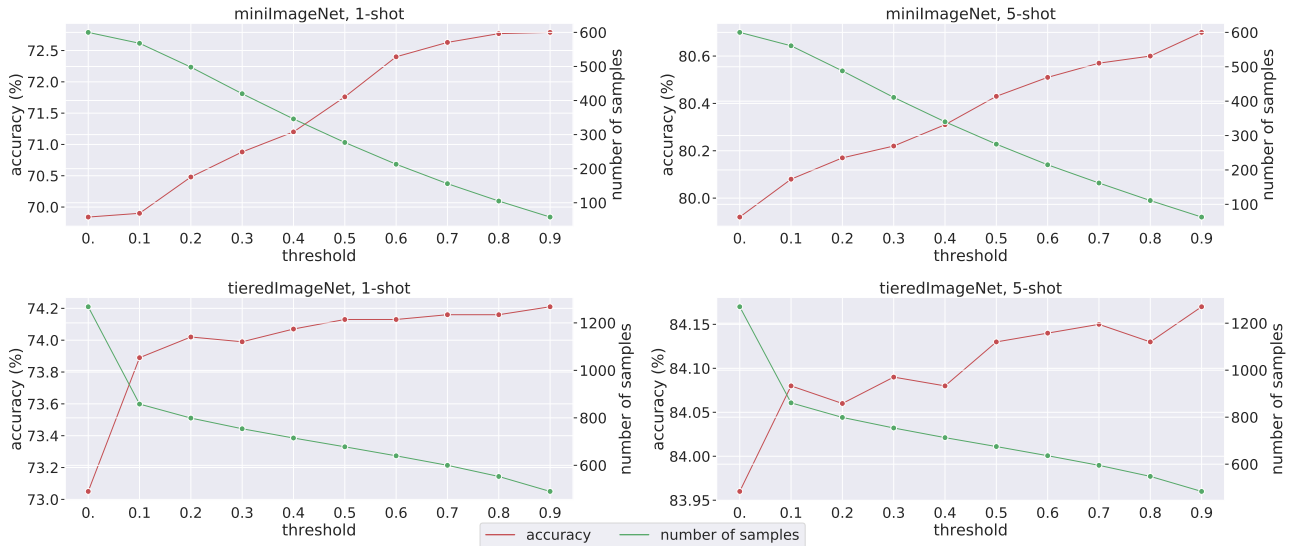 miniImageNet, 1-shot
accuracy (%)
72.5
72.0
71.5
71.0
70.5
70.0
600
500
400
300
200
100
number of samples
0. 0.1 0.2 0.3 0.4 0.5 0.6 0.7 0.8 0.9
threshold
miniImageNet, 5-shot
accuracy (%)
80.6
80.4
80.2
80.0
600
500
400
300
200
100
number of samples
0. 0.1 0.2 0.3 0.4 0.5 0.6 0.7 0.8 0.9
threshold
tieredImageNet, 1-shot
accuracy (%)
74.2
74.0
73.8
73.6
73.4
73.2
73.0
1200
1000
800
600
number of samples
0. 0.1 0.2 0.3 0.4 0.5 0.6 0.7 0.8 0.9
threshold
tieredImageNet, 5-shot
accuracy (%)
84.15
84.10
84.05
84.00
83.95
1200
1000
800
600
number of samples
0. 0.1 0.2 0.3 0.4 0.5 0.6 0.7 0.8 0.9
threshold
accuracy number of samples